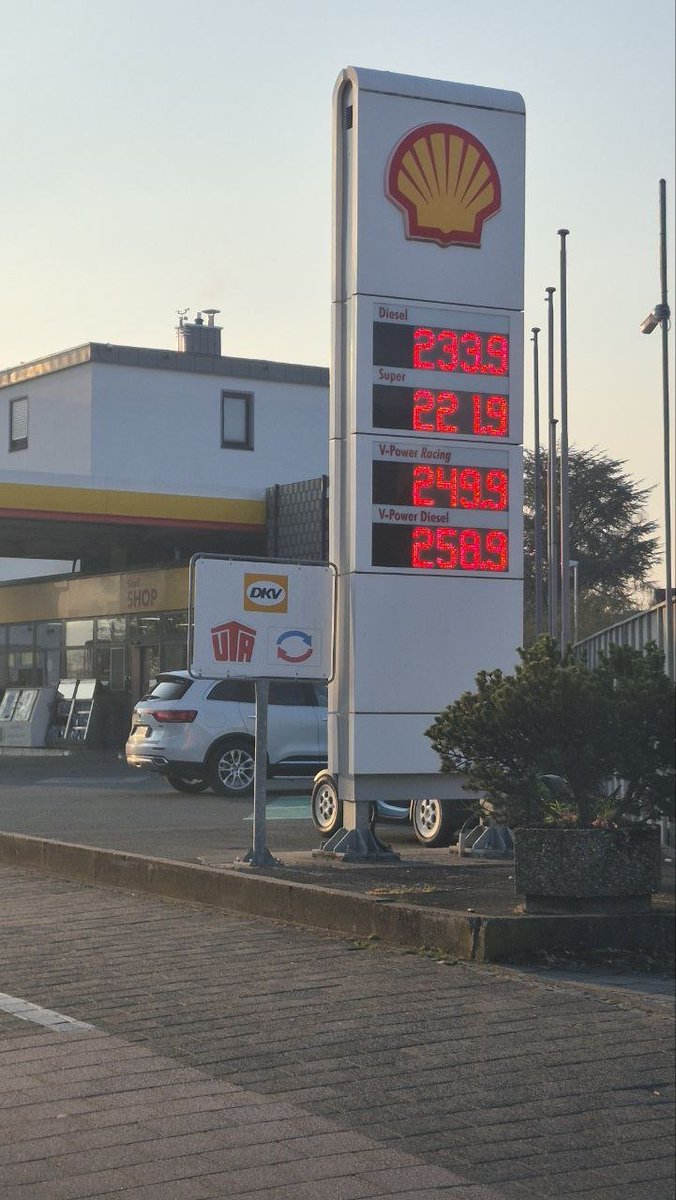 Diesel
233.9
Super
221.9
V-Power Racing
249.9
V-Power Diesel
258.9
SHOP
DKV
UTA